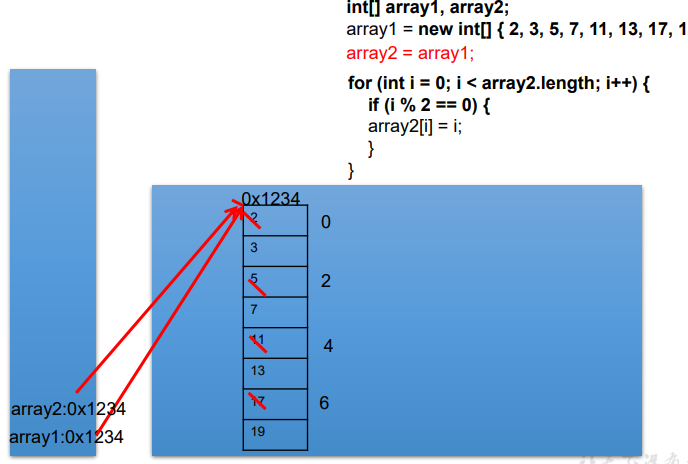 int[] array1, array2;
array1 = new int[] { 2, 3, 5, 7, 11, 13, 17, 1
array2 = array1;
for (int i = 0; i < array2.length; i++) {
if (i % 2 == 0) {
array2[i] = i;
}
}
0x1234
2 0
3
5 2
7
11 4
13
17 6
19
array2:0x1234
array1:0x1234